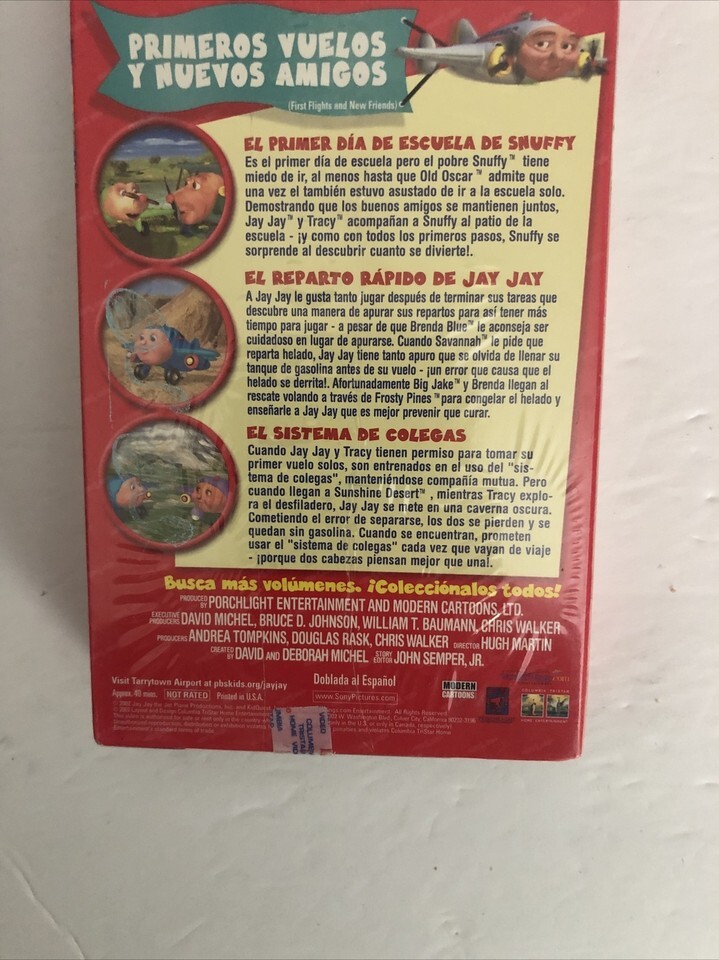 PRIMEROS VUELOS
Y NUEVOS AMIGOS
(First Flights and New Friends)
EL PRIMER DÍA DE ESCUELA DE SNUFFY
Es el primer día de escuela pero el pobre Snuffy™ tiene
miedo de ir, al menos hasta que Old Oscar™ admite que
una vez el también estuvo asustado de ir a la escuela solo.
Demostrando que los buenos amigos se mantienen juntos,
Jay Jay™ y Tracy™ acompañan a Snuffy al patio de la
escuela - ¡y como con todos los primeros pasos, Snuffy se
sorprende al descubrir cuanto se divierte!.
EL REPARTO RÁPIDO DE JAY JAY
A Jay Jay le gusta tanto jugar después de terminar sus tareas que
descubre una manera de apurar sus repartos para así tener más
tiempo para jugar - a pesar de que Brenda Blue™ le aconseja ser
cuidadoso en lugar de apurarse. Cuando Savannah™ le pide que
reparta helado, Jay Jay tiene tanto apuro que se olvida de llenar su
tanque de gasolina antes de su vuelo - ¡un error que causa que el
helado se derrita!. Afortunadamente Big Jake™ y Brenda llegan al
rescate volando a través de Frosty Pines™ para congelar el helado y
enseñarle a Jay Jay que es mejor prevenir que curar.
EL SISTEMA DE COLEGAS
Cuando Jay Jay y Tracy tienen permiso para tomar su
primer vuelo solos, son entrenados en el uso del "sis-
tema de colegas", manteniéndose compañía mutua. Pero
cuando llegan a Sunshine Desert™, mientras Tracy explo-
ra el desfiladero, Jay Jay se mete en una caverna oscura.
Cometiendo el error de separarse, los dos se pierden y se
quedan sin gasolina. Cuando se encuentran, prometen
usar el "sistema de colegas" cada vez que vayan de viaje
- ¡porque dos cabezas piensan mejor que una!.
Busca más volúmenes. ¡Colecciónalos todos!
PRODUCED BY PORCHLIGHT ENTERTAINMENT AND MODERN CARTOONS, LTD.
EXECUTIVE PRODUCERS DAVID MICHEL, BRUCE D. JOHNSON, WILLIAM T. BAUMANN, CHRIS WALKER
PRODUCERS ANDREA TOMPKINS, DOUGLAS RASK, CHRIS WALKER DIRECTOR HUGH MARTIN
CREATED BY DAVID AND DEBORAH MICHEL STORY EDITOR JOHN SEMPER, JR.
Visit Tarrytown Airport at pbskids.org/jayjay
Doblada al Español
Approx. 40 mins. NOT RATED Printed in U.S.A.
www.SonyPictures.com
MODERN
CARTOONS
COLUMBIA TRISTAR
HOME ENTERTAINMENT